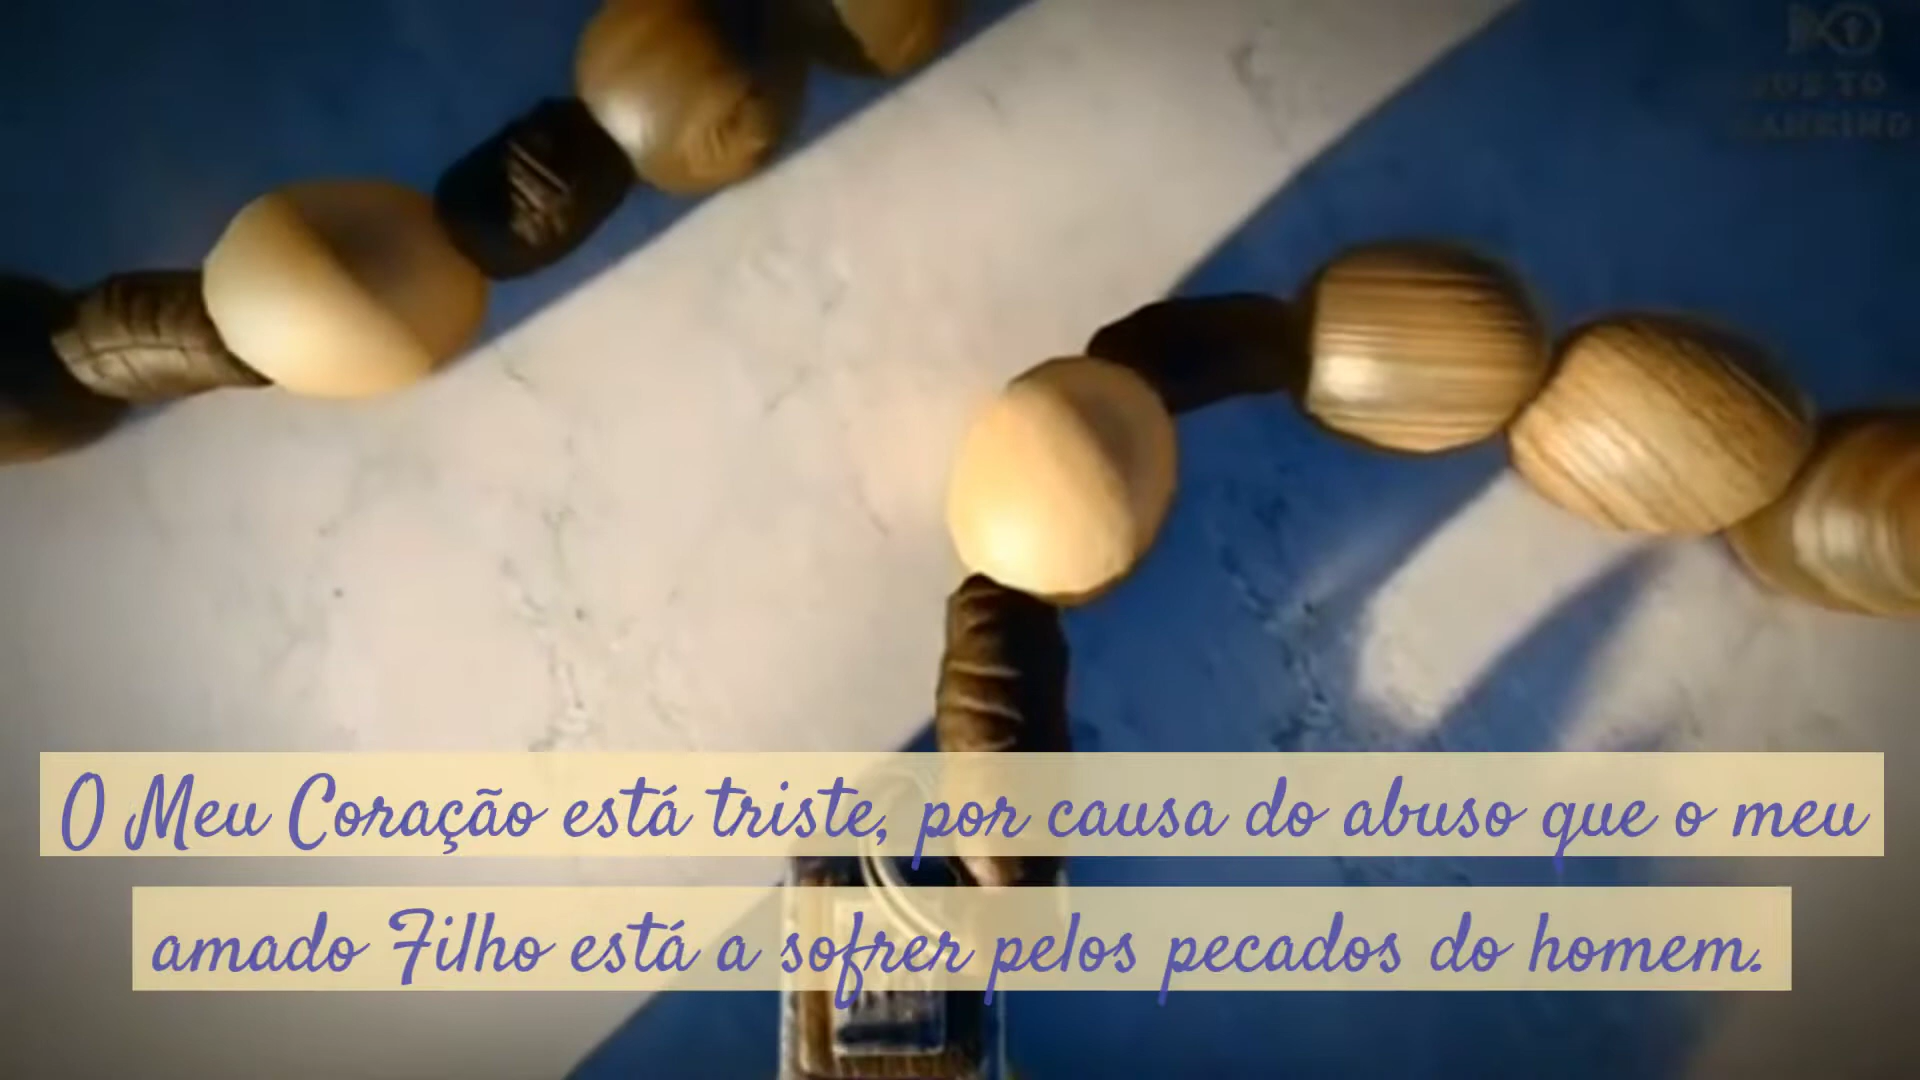 O Meu Coração está triste, por causa do abuso que o meu
amado Filho está a sofrer pelos pecados do homem.